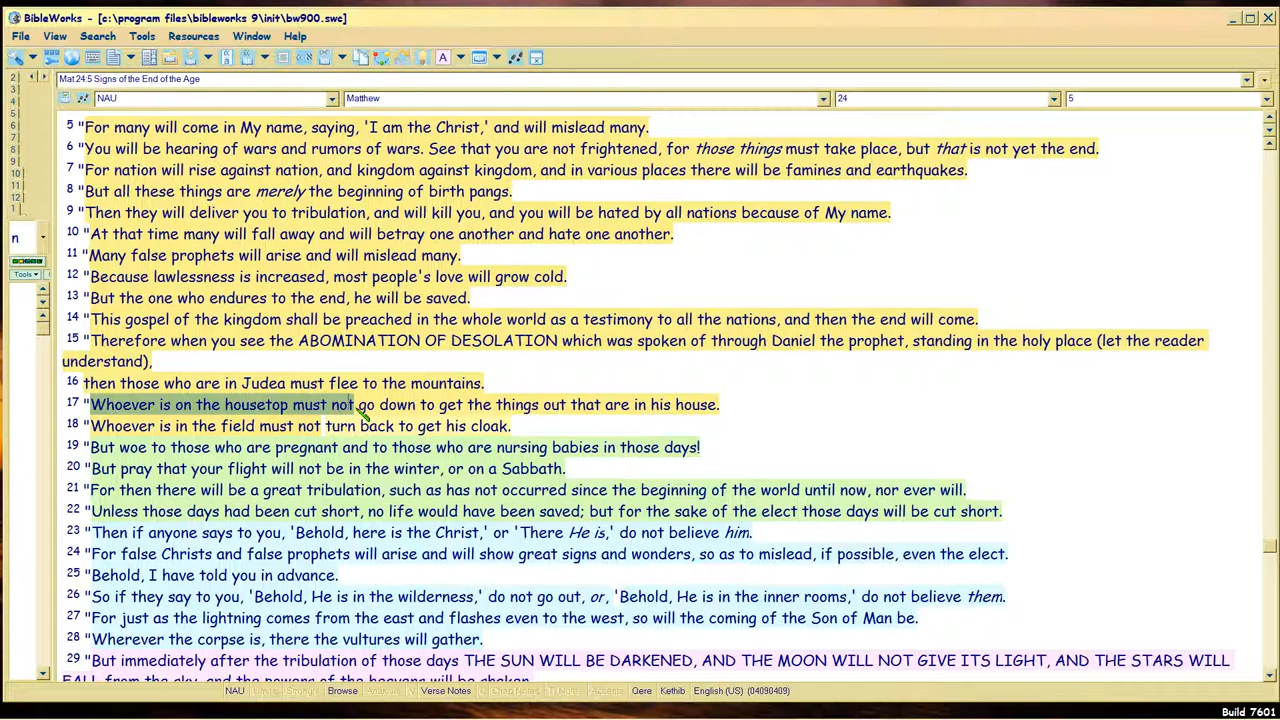 BibleWorks - [c:\program files\bibleworks 9\init\bw900.swc]
File View Search Tools Resources Window Help
Mat 24:5 Signs of the End of the Age
NAU Matthew 24 5
2
3
4
5
6
7
8
9
10
11
12
1
n
Tools
5 "For many will come in My name, saying, 'I am the Christ,' and will mislead many.
6 "You will be hearing of wars and rumors of wars. See that you are not frightened, for those things must take place, but that is not yet the end.
7 "For nation will rise against nation, and kingdom against kingdom, and in various places there will be famines and earthquakes.
8 "But all these things are merely the beginning of birth pangs.
9 "Then they will deliver you to tribulation, and will kill you, and you will be hated by all nations because of My name.
10 "At that time many will fall away and will betray one another and hate one another.
11 "Many false prophets will arise and will mislead many.
12 "Because lawlessness is increased, most people's love will grow cold.
13 "But the one who endures to the end, he will be saved.
14 "This gospel of the kingdom shall be preached in the whole world as a testimony to all the nations, and then the end will come.
15 "Therefore when you see the ABOMINATION OF DESOLATION which was spoken of through Daniel the prophet, standing in the holy place (let the reader
understand),
16 then those who are in Judea must flee to the mountains.
17 "Whoever is on the housetop must not go down to get the things out that are in his house.
18 "Whoever is in the field must not turn back to get his cloak.
19 "But woe to those who are pregnant and to those who are nursing babies in those days!
20 "But pray that your flight will not be in the winter, or on a Sabbath.
21 "For then there will be a great tribulation, such as has not occurred since the beginning of the world until now, nor ever will.
22 "Unless those days had been cut short, no life would have been saved; but for the sake of the elect those days will be cut short.
23 "Then if anyone says to you, 'Behold, here is the Christ,' or 'There He is,' do not believe him.
24 "For false Christs and false prophets will arise and will show great signs and wonders, so as to mislead, if possible, even the elect.
25 "Behold, I have told you in advance.
26 "So if they say to you, 'Behold, He is in the wilderness,' do not go out, or, 'Behold, He is in the inner rooms,' do not believe them.
27 "For just as the lightning comes from the east and flashes even to the west, so will the coming of the Son of Man be.
28 "Wherever the corpse is, there the vultures will gather.
29 "But immediately after the tribulation of those days THE SUN WILL BE DARKENED, AND THE MOON WILL NOT GIVE ITS LIGHT, AND THE STARS WILL
FALL from the sky, and the powers of the heavens will be shaken.
NAU Browse Verse Notes Qere Kethib English (US) (04090409)
Build 7601